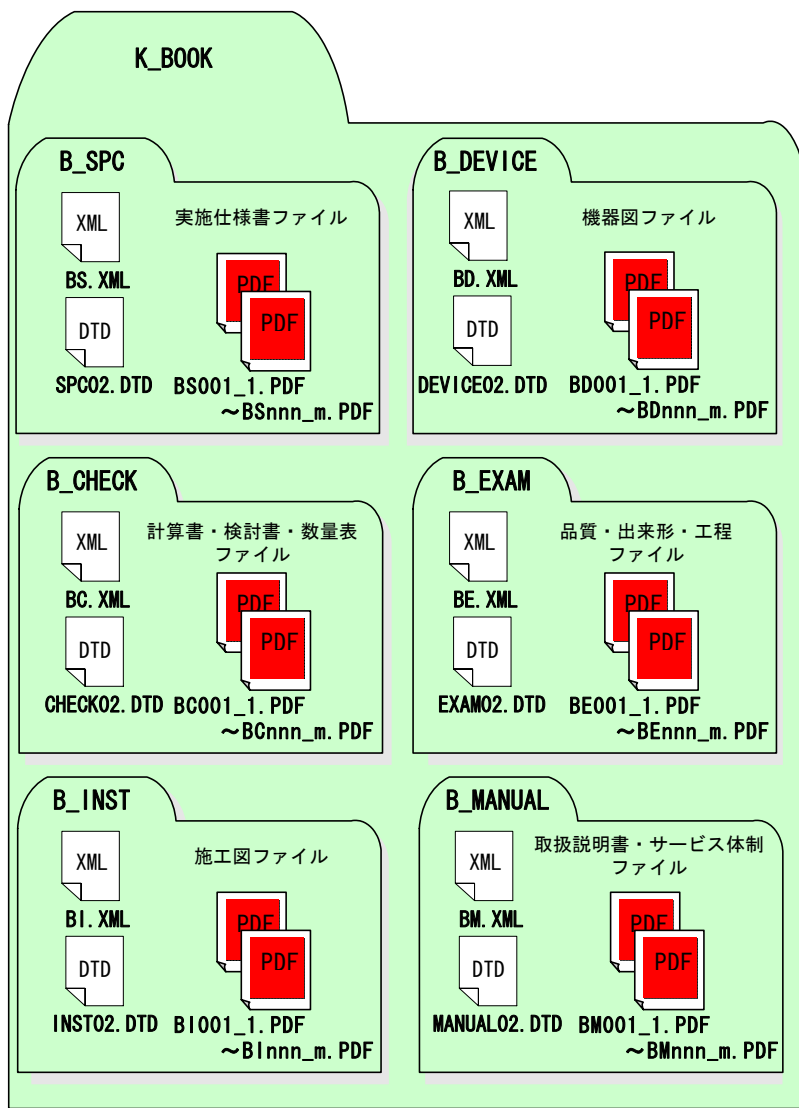 K_BOOK
B_SPC
XML
BS.XML
DTD
SPC02.DTD
実施仕様書ファイル
PDF
PDF
BS001_1.PDF
～BSnnn_m.PDF
B_DEVICE
XML
BD.XML
DTD
DEVICE02.DTD
機器図ファイル
PDF
PDF
BD001_1.PDF
～BDnnn_m.PDF
B_CHECK
XML
BC.XML
DTD
CHECK02.DTD
計算書・検討書・数量表
ファイル
PDF
PDF
BC001_1.PDF
～BCnnn_m.PDF
B_EXAM
XML
BE.XML
DTD
EXAM02.DTD
品質・出来形・工程
ファイル
PDF
PDF
BE001_1.PDF
～BEnnn_m.PDF
B_INST
XML
BI.XML
DTD
INST02.DTD
施工図ファイル
PDF
PDF
BI001_1.PDF
～BInnn_m.PDF
B_MANUAL
XML
BM.XML
DTD
MANUAL02.DTD
取扱説明書・サービス体制
ファイル
PDF
PDF
BM001_1.PDF
～BMnnn_m.PDF